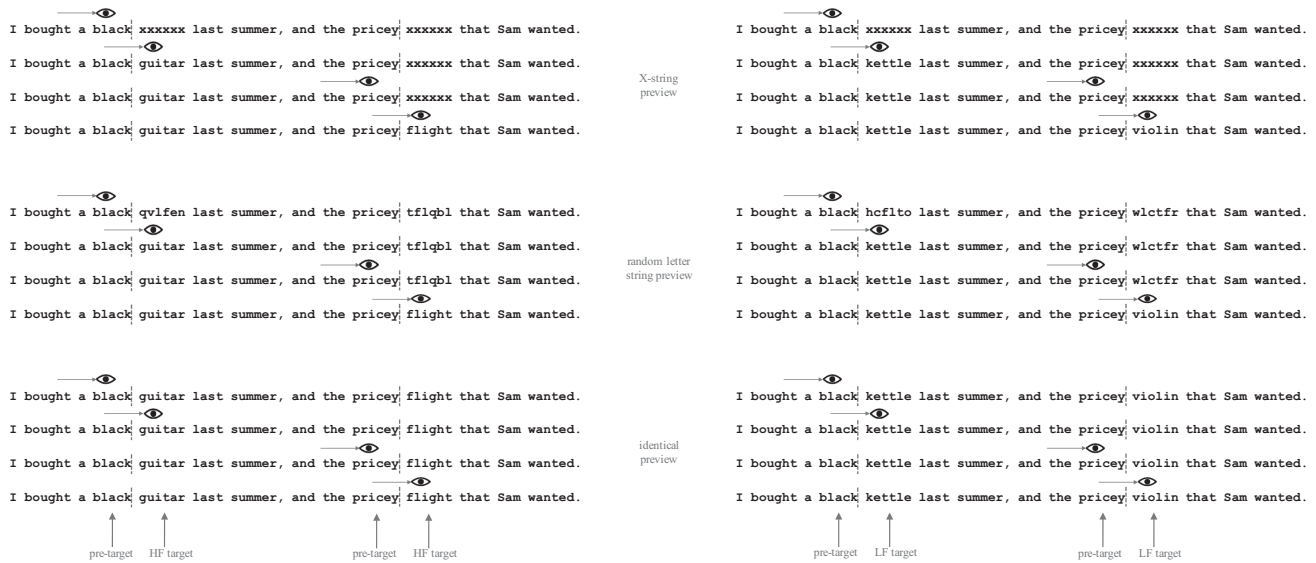 I bought a black xxxxxx last summer, and the pricey xxxxxx that Sam wanted.
I bought a black guitar last summer, and the pricey xxxxxx that Sam wanted.
I bought a black guitar last summer, and the pricey xxxxxx that Sam wanted.
I bought a black guitar last summer, and the pricey flight that Sam wanted.
X-string
preview
I bought a black xxxxxx last summer, and the pricey xxxxxx that Sam wanted.
I bought a black kettle last summer, and the pricey xxxxxx that Sam wanted.
I bought a black kettle last summer, and the pricey xxxxxx that Sam wanted.
I bought a black kettle last summer, and the pricey violin that Sam wanted.
I bought a black qvlfen last summer, and the pricey tflqbl that Sam wanted.
I bought a black guitar last summer, and the pricey tflqbl that Sam wanted.
I bought a black guitar last summer, and the pricey tflqbl that Sam wanted.
I bought a black guitar last summer, and the pricey flight that Sam wanted.
random letter
string preview
I bought a black hcflto last summer, and the pricey wlctfr that Sam wanted.
I bought a black kettle last summer, and the pricey wlctfr that Sam wanted.
I bought a black kettle last summer, and the pricey wlctfr that Sam wanted.
I bought a black kettle last summer, and the pricey violin that Sam wanted.
I bought a black guitar last summer, and the pricey flight that Sam wanted.
I bought a black guitar last summer, and the pricey flight that Sam wanted.
I bought a black guitar last summer, and the pricey flight that Sam wanted.
I bought a black guitar last summer, and the pricey flight that Sam wanted.
identical
preview
I bought a black kettle last summer, and the pricey violin that Sam wanted.
I bought a black kettle last summer, and the pricey violin that Sam wanted.
I bought a black kettle last summer, and the pricey violin that Sam wanted.
I bought a black kettle last summer, and the pricey violin that Sam wanted.
pre-target HF target pre-target HF target
pre-target LF target pre-target LF target